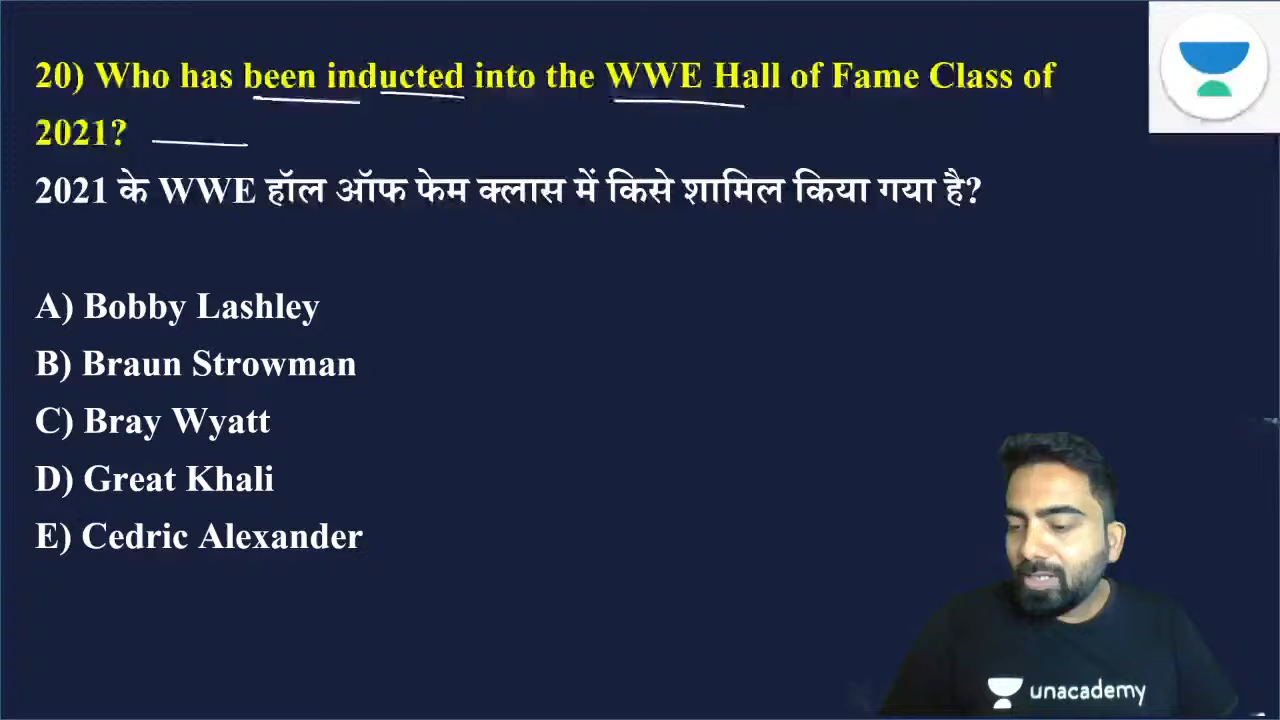 20) Who has been inducted into the WWE Hall of Fame Class of
2021?
2021 के WWE हॉल ऑफ फेम क्लास में किसे शामिल किया गया है?
A) Bobby Lashley
B) Braun Strowman
C) Bray Wyatt
D) Great Khali
E) Cedric Alexander
unacademy